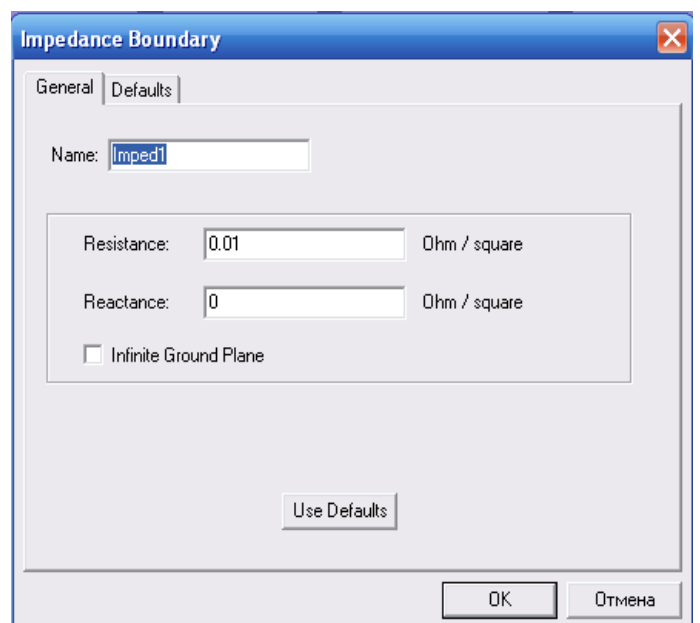 Impedance Boundary
General Defaults
Name: Imped1
Resistance: 0.01 Ohm / square
Reactance: 0 Ohm / square
Infinite Ground Plane
Use Defaults
OK Отмена